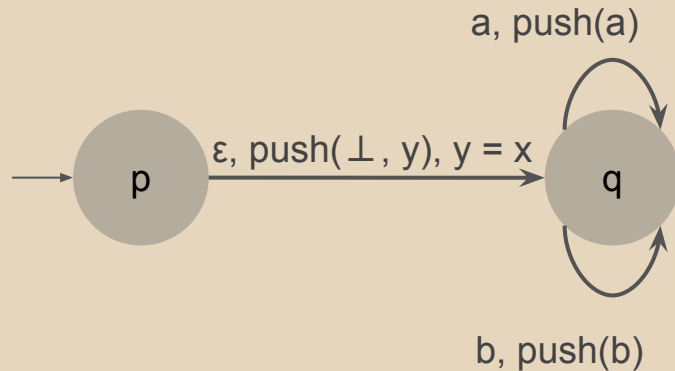 a, push(a)
p
ε, push(⊥, y), y = x
q
b, push(b)